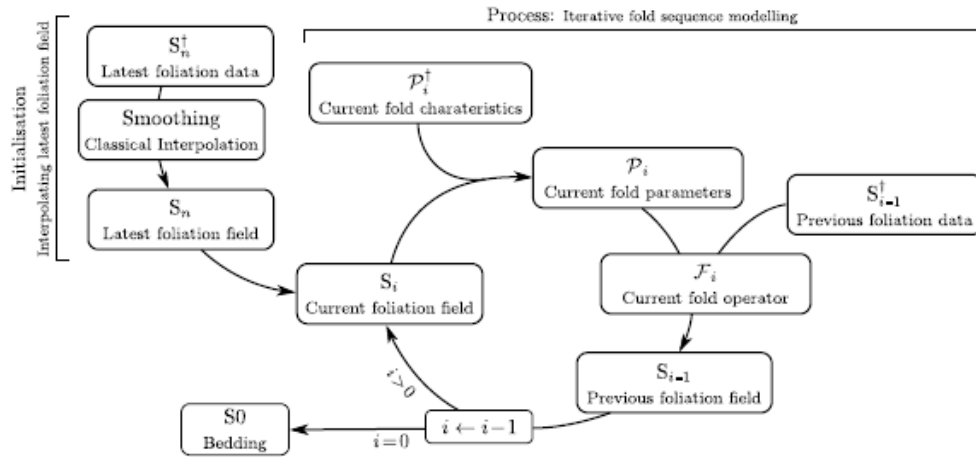 Process: Iterative fold sequence modelling
Initialisation
Interpolating latest foliation field
S†n
Latest foliation data
Smoothing
Classical Interpolation
Sn
Latest foliation field
P†i
Current fold charateristics
Pi
Current fold parameters
S†i-1
Previous foliation data
Si
Current foliation field
Fi
Current fold operator
Si-1
Previous foliation field
i>0
i ← i-1
i=0
S0
Bedding